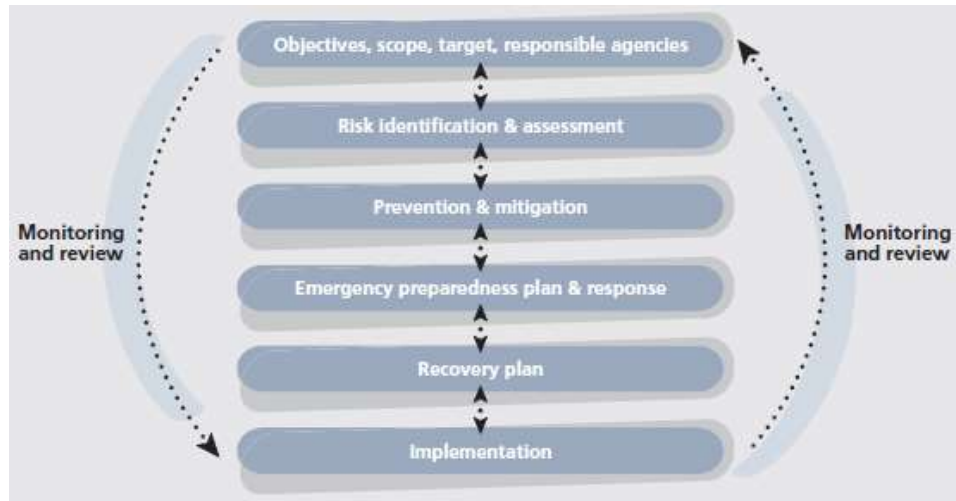 Objectives, scope, target, responsible agencies
Risk identification & assessment
Prevention & mitigation
Monitoring
and review
Monitoring
and review
Emergency preparedness plan & response
Recovery plan
Implementation